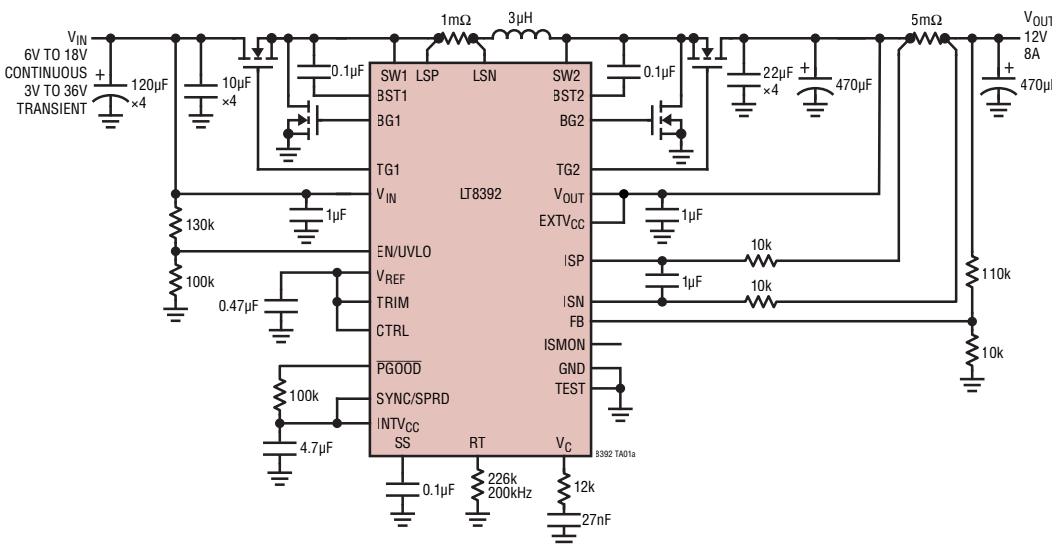 1mΩ
3µH
5mΩ
VIN
6V TO 18V
CONTINUOUS
3V TO 36V
TRANSIENT
+
120µF
×4
10µF
×4
0.1µF
SW1
LSP
LSN
SW2
0.1µF
22µF
×4
+
470µF
VOUT
12V
8A
+
470µF
BST1
BST2
BG1
BG2
TG1
TG2
VIN
LT8392
VOUT
1µF
1µF
EXTVCC
130k
EN/UVLO
ISP
10k
100k
VREF
1µF
110k
0.47µF
TRIM
ISN
10k
CTRL
FB
ISMON
10k
PGOOD
GND
100k
TEST
SYNC/SPRD
INTVCC
4.7µF
SS
RT
VC
8392 TA01a
0.1µF
226k
200kHz
12k
27nF